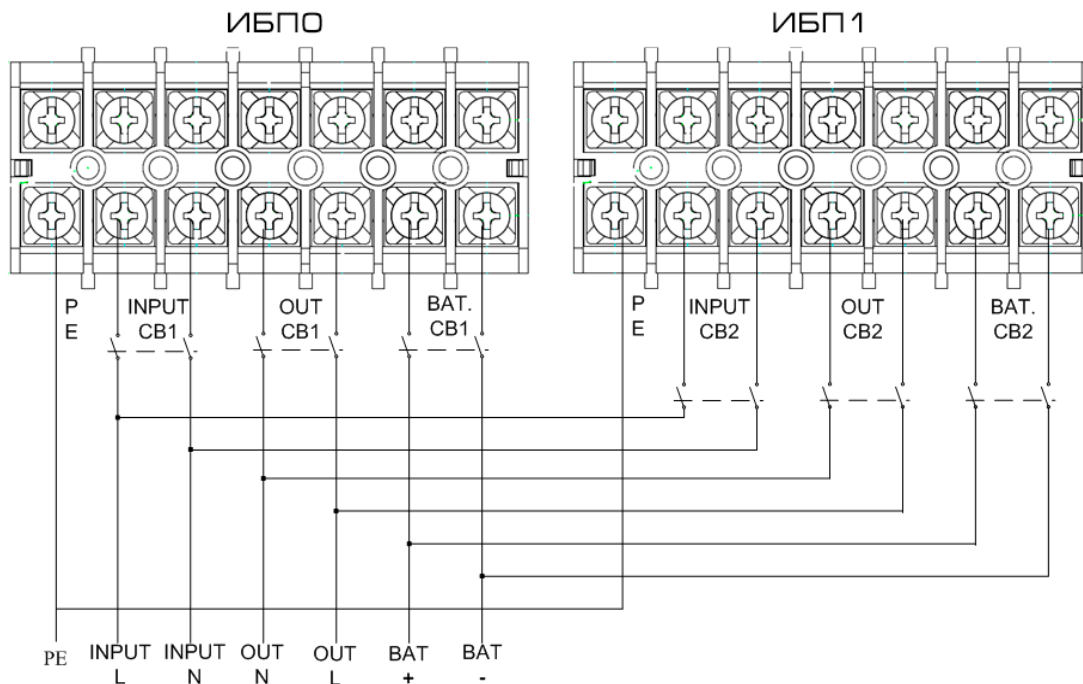 ИБП0 ИБП1
P
E
INPUT
CB1
OUT
CB1
BAT.
CB1
P
E
INPUT
CB2
OUT
CB2
BAT.
CB2
PE
INPUT
L
INPUT
N
OUT
N
OUT
L
BAT
+
BAT
-